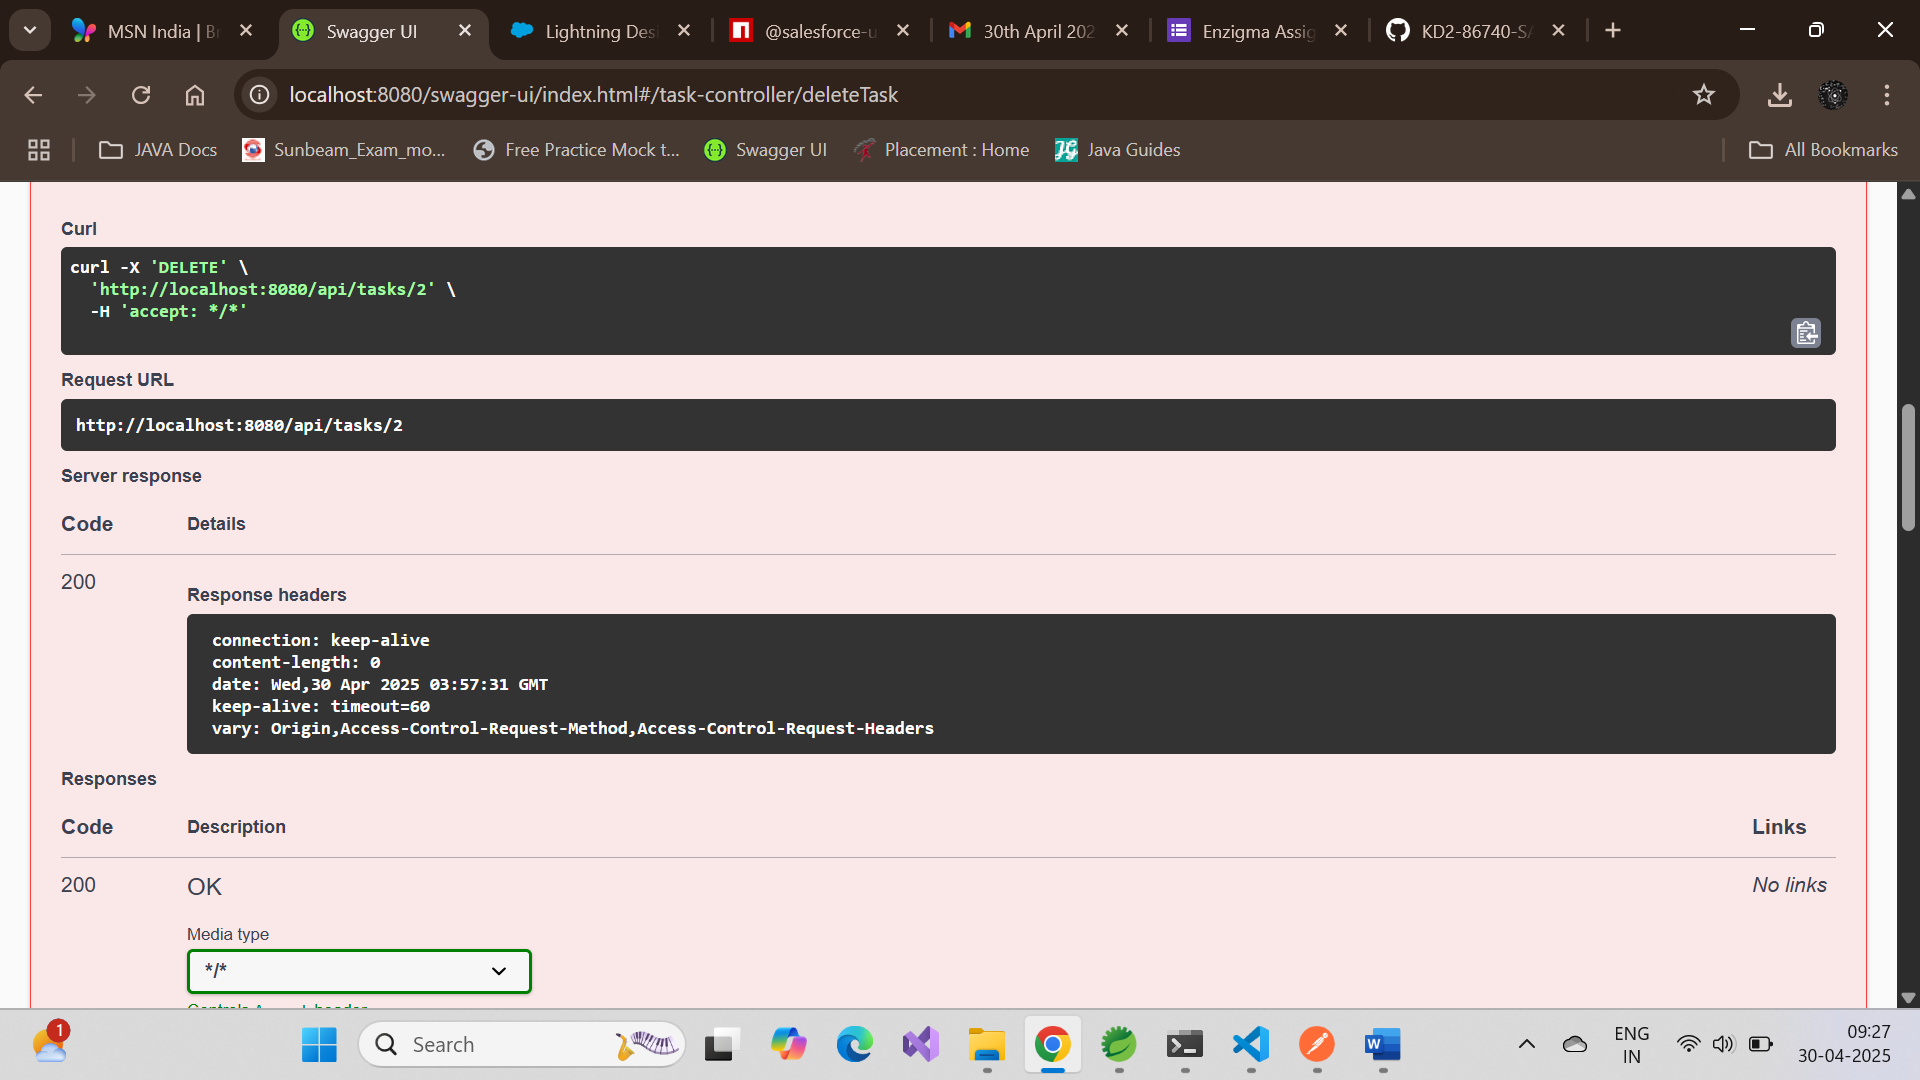 MSN India | Br
Swagger UI
Lightning Desi
@salesforce-u
30th April 202
Enzigma Assig
KD2-86740-SA
localhost:8080/swagger-ui/index.html#/task-controller/deleteTask
JAVA Docs
Sunbeam_Exam_mo...
Free Practice Mock t...
Swagger UI
Placement : Home
Java Guides
All Bookmarks
Curl
curl -X 'DELETE' \
'http://localhost:8080/api/tasks/2' \
-H 'accept: */*'
Request URL
http://localhost:8080/api/tasks/2
Server response
Code Details
200
Response headers
connection: keep-alive
content-length: 0
date: Wed,30 Apr 2025 03:57:31 GMT
keep-alive: timeout=60
vary: Origin,Access-Control-Request-Method,Access-Control-Request-Headers
Responses
Code Description Links
200 OK No links
Media type
*/*
1
Search
ENG
IN
09:27
30-04-2025